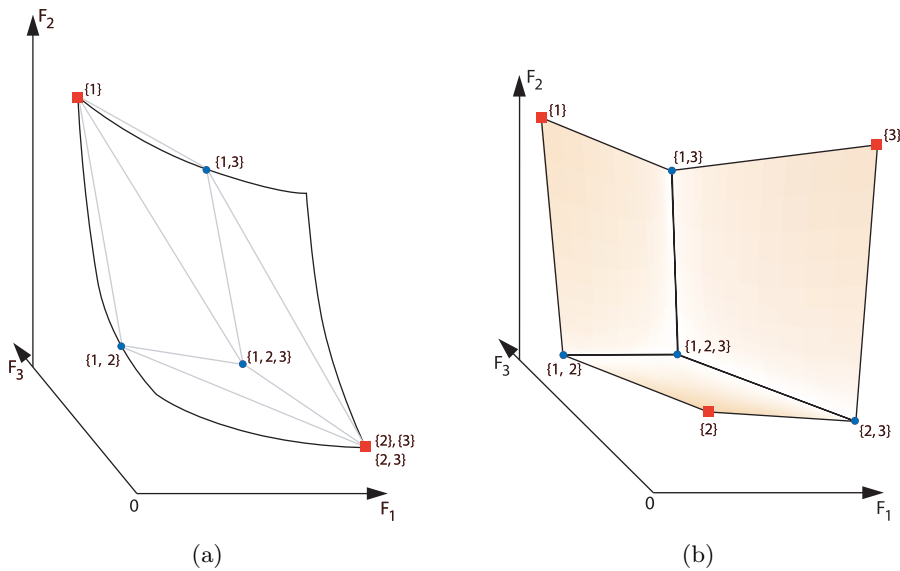 F2
{1}
{1,3}
{1, 2}
{1, 2, 3}
F3
{2},{3}
{2, 3}
0
F1
(a)
F2
{1}
{3}
{1,3}
{1, 2, 3}
F3
{1, 2}
{2}
{2, 3}
0
F1
(b)